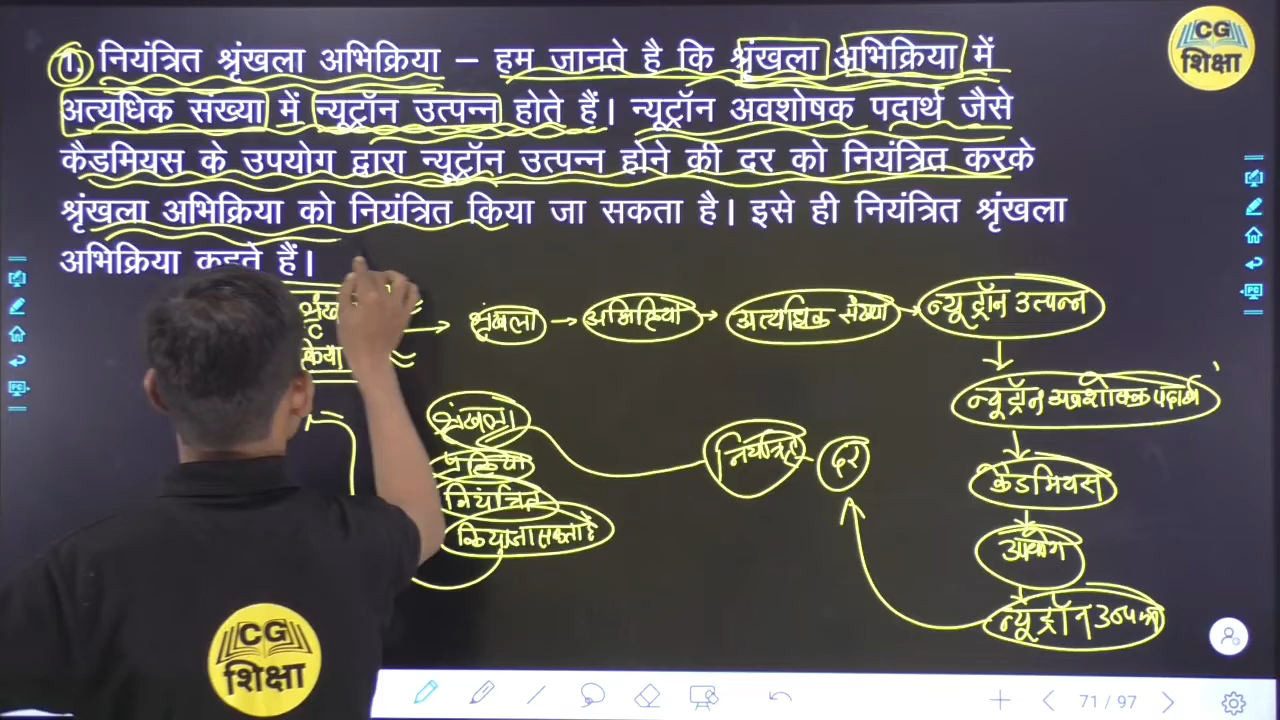 1. नियंत्रित श्रृंखला अभिक्रिया – हम जानते है कि श्रृंखला अभिक्रिया में
अत्यधिक संख्या में न्यूट्रॉन उत्पन्न होते हैं। न्यूट्रॉन अवशोषक पदार्थ जैसे
कैडमियस के उपयोग द्वारा न्यूट्रॉन उत्पन्न होने की दर को नियंत्रित करके
श्रृंखला अभिक्रिया को नियंत्रित किया जा सकता है। इसे ही नियंत्रित श्रृंखला
अभिक्रिया कहते हैं।
CG
शिक्षा
श्रृंखला
अभिक्रिया
अत्यधिक संख्या
न्यूट्रॉन उत्पन्न
न्यूट्रॉन अवशोषक पदार्थ
श्रृंखला
नियंत्रित
दर
कैडमियस
नियंत्रित
किया जा सकता है
उपयोग
न्यूट्रॉन उत्पन्न
CG
शिक्षा
71 / 97